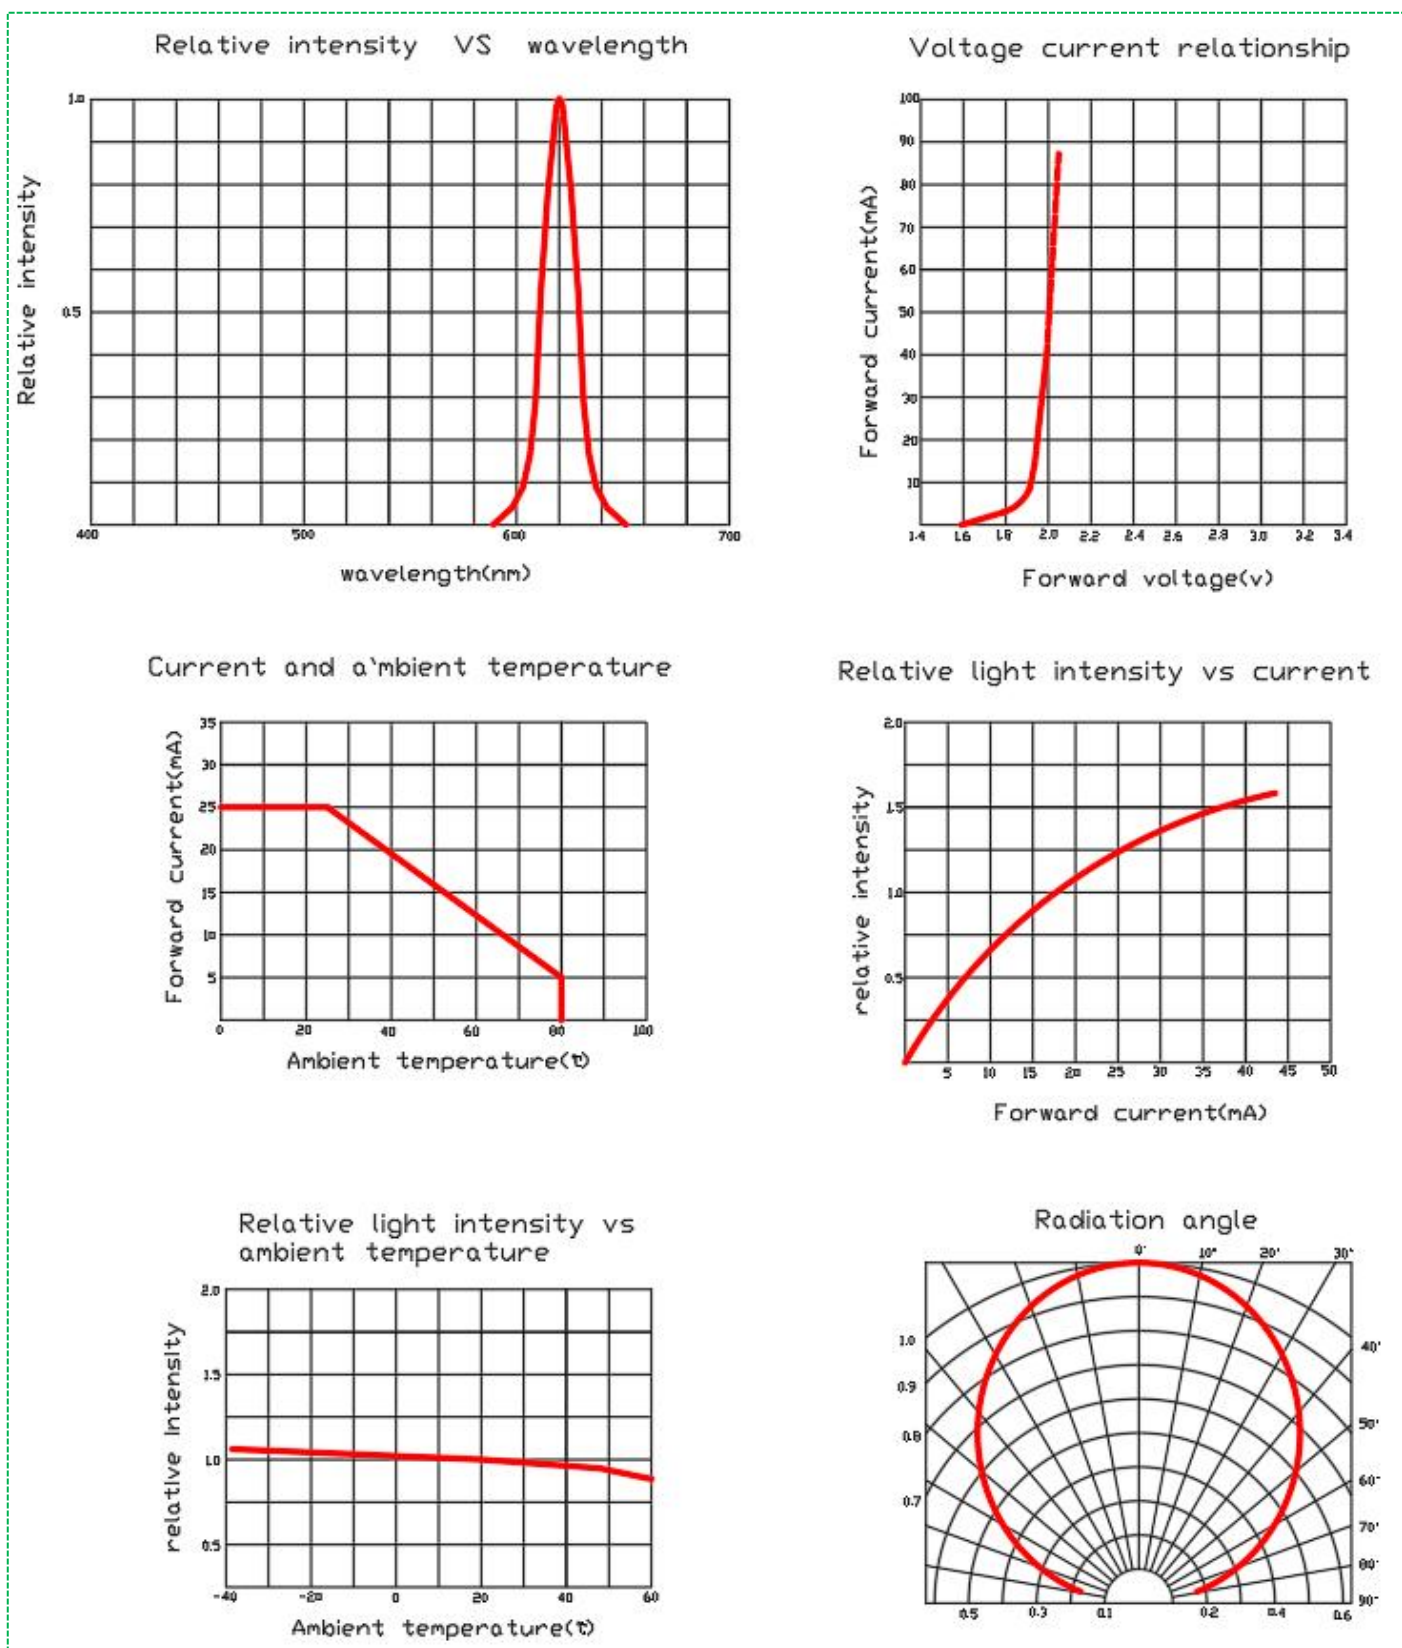 Relative intensity VS wavelength
1.0
0.5
Relative intensity
400 500 600 700
wavelength(nm)
Voltage current relationship
100
90
80
70
60
50
40
30
20
10
Forward current(mA)
1.4 1.6 1.8 2.0 2.2 2.4 2.6 2.8 3.0 3.2 3.4
Forward voltage(v)
Current and a`mbient temperature
35
30
25
20
15
10
5
Forward current(mA)
0 20 40 60 80 100
Ambient temperature(℃)
Relative light intensity vs current
2.0
1.5
1.0
0.5
relative intensity
5 10 15 20 25 30 35 40 45 50
Forward current(mA)
Relative light intensity vs
ambient temperature
2.0
1.5
1.0
0.5
relative Intensity
-40 -20 0 20 40 60
Ambient temperature(℃)
Radiation angle
0° 10° 20° 30°
1.0 40°
0.9
0.8 50°
60°
0.7
70°
80°
90°
0.5 0.3 0.1 0.2 0.4 0.6